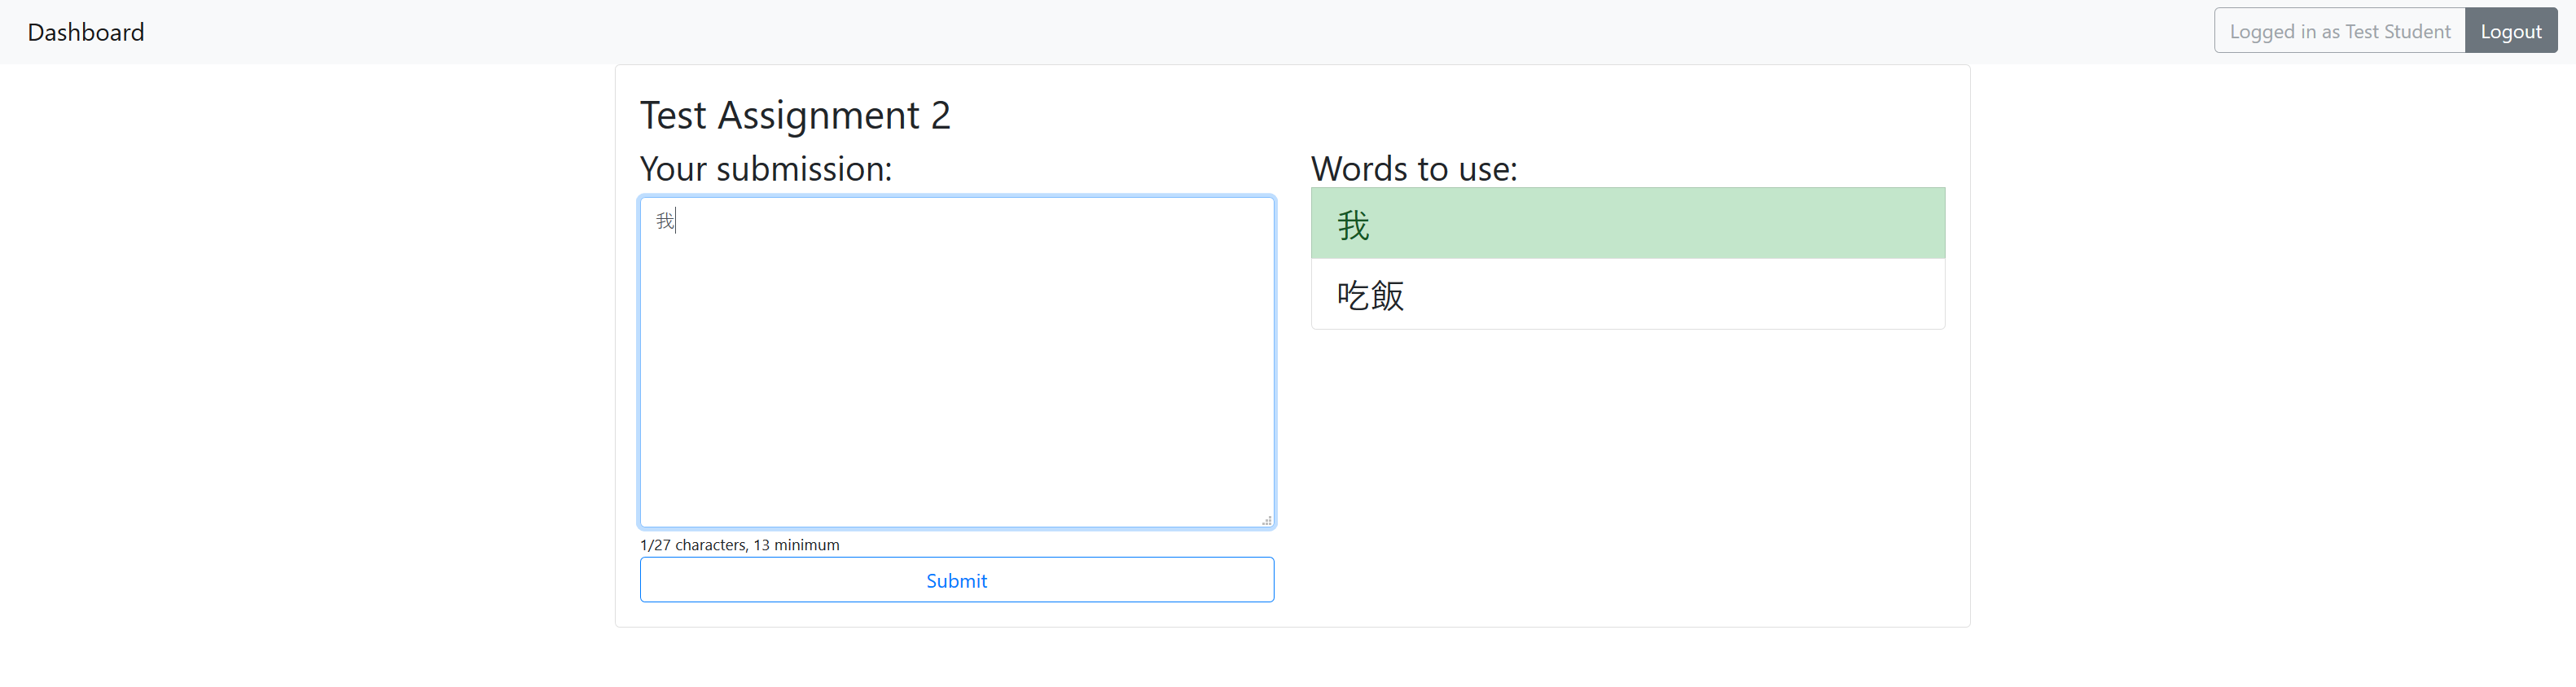 Dashboard
Logged in as Test Student
Logout
Test Assignment 2
Your submission:
我
1/27 characters, 13 minimum
Submit
Words to use:
我
吃飯